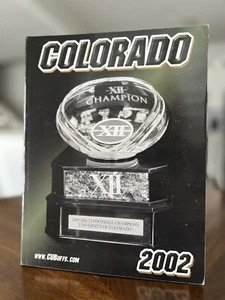 COLORADO
XII
CHAMPION
XII
XII
2001 BIG 12 FOOTBALL CHAMPIONS
UNIVERSITY OF COLORADO
www.CUBuffs.com
2002